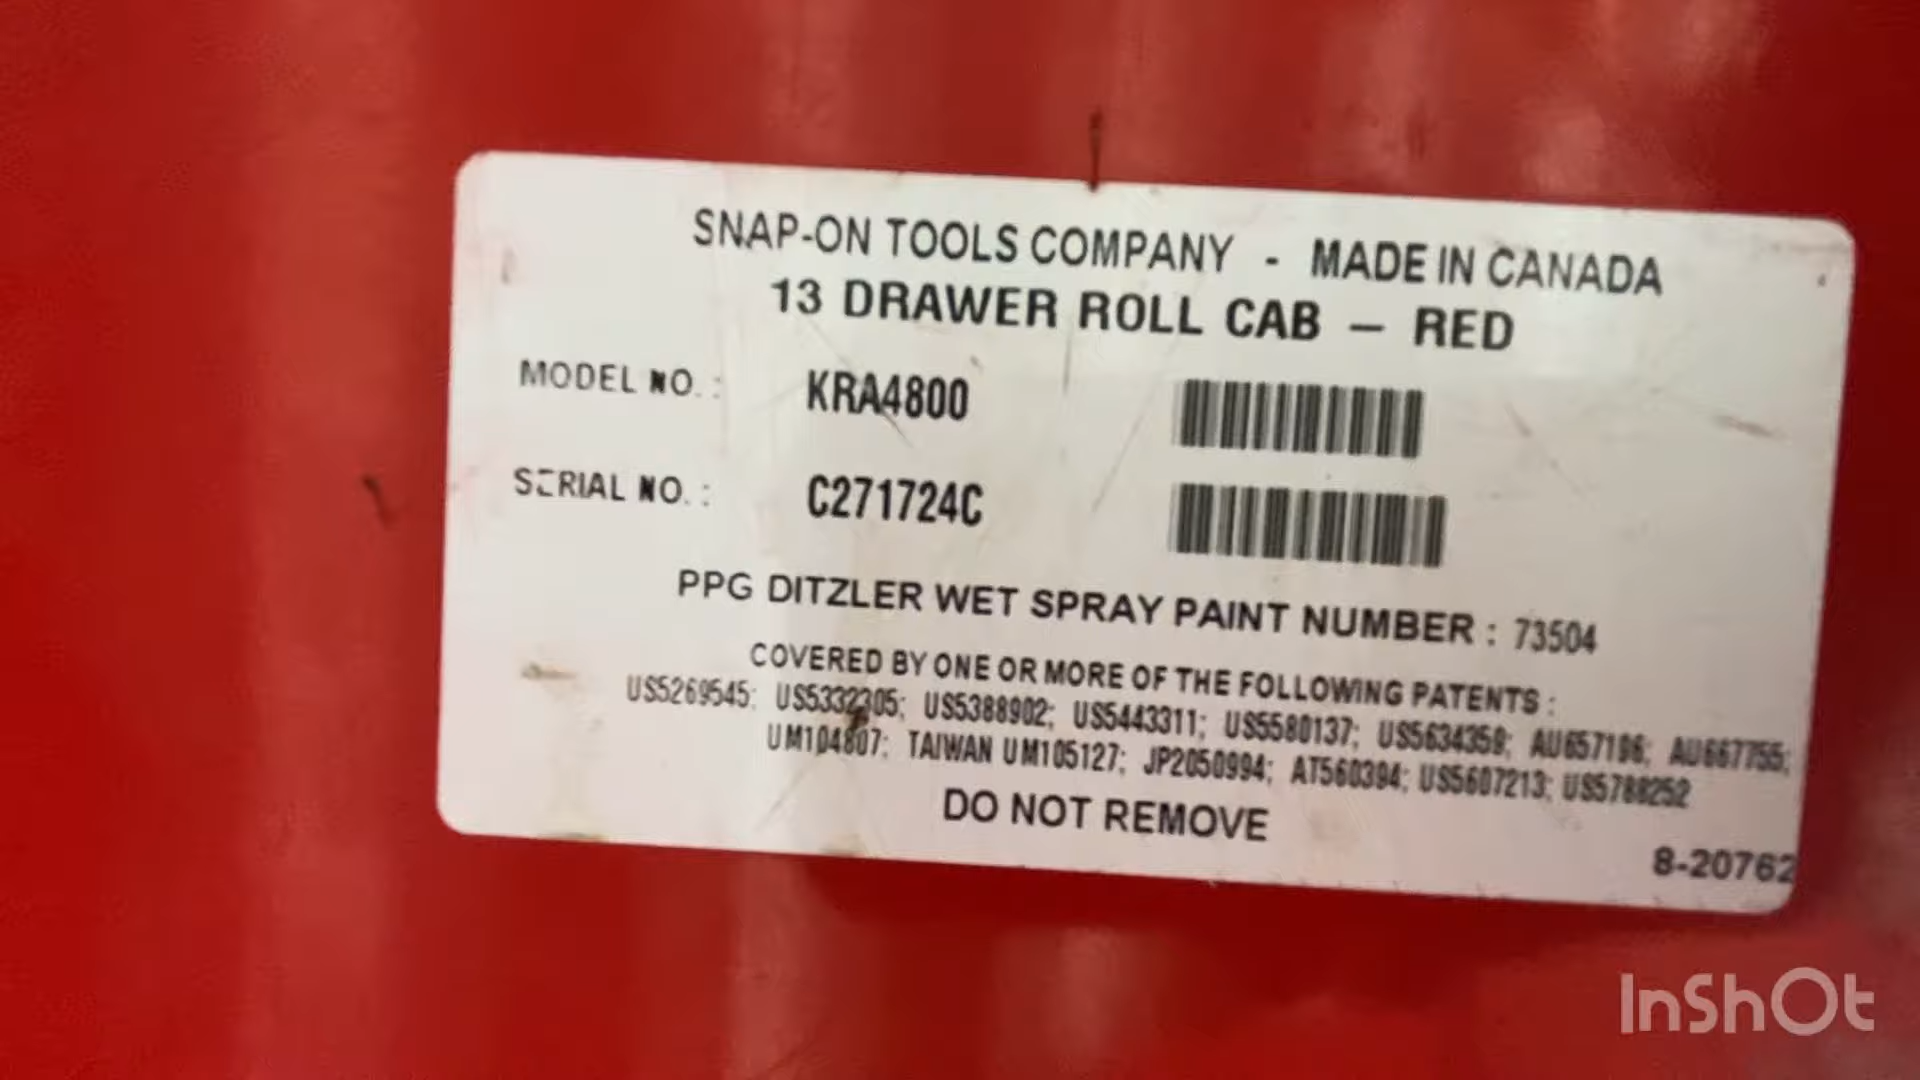 SNAP-ON TOOLS COMPANY - MADE IN CANADA
13 DRAWER ROLL CAB – RED
MODEL NO.: KRA4800
SERIAL NO.: C271724C
PPG DITZLER WET SPRAY PAINT NUMBER : 73504
COVERED BY ONE OR MORE OF THE FOLLOWING PATENTS :
US5269545; US5332305; US5388902; US5443311; US5580137; US5634359; AU657196; AU667755;
UM104807; TAIWAN UM105127; JP2050994; AT560394; US5607213; US5788252
DO NOT REMOVE
8-20762
InShOt